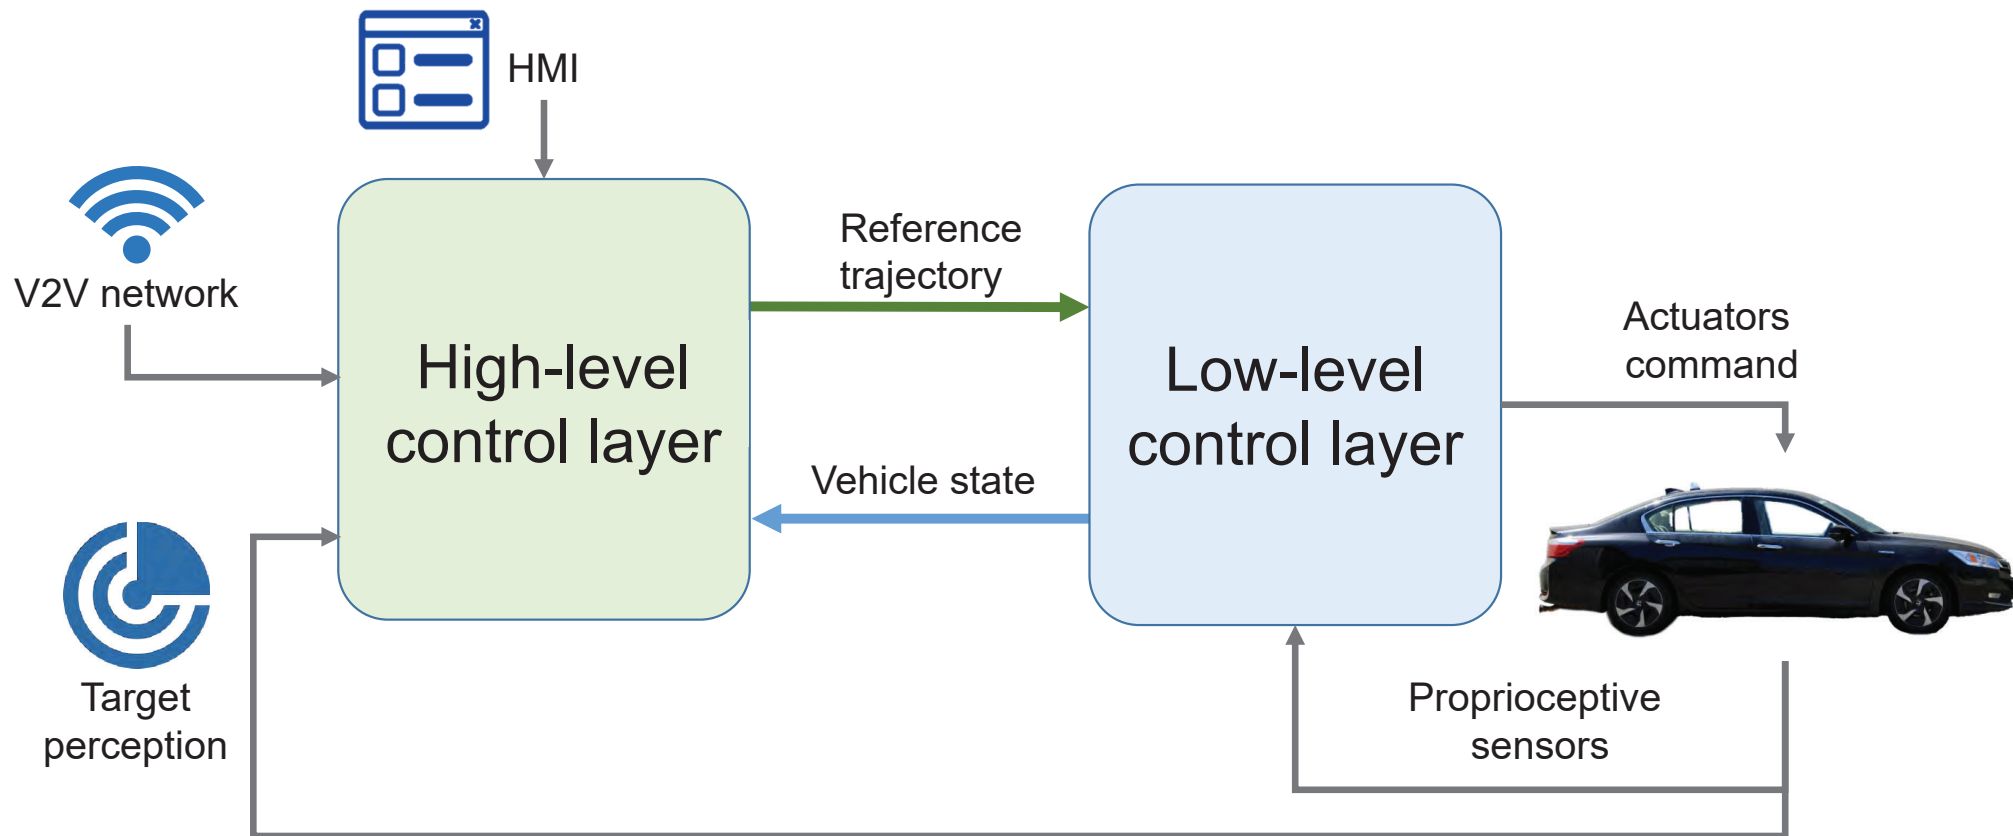 HMI
V2V network
Reference
trajectory
High-level
control layer
Low-level
control layer
Actuators
command
Vehicle state
Target
perception
Proprioceptive
sensors